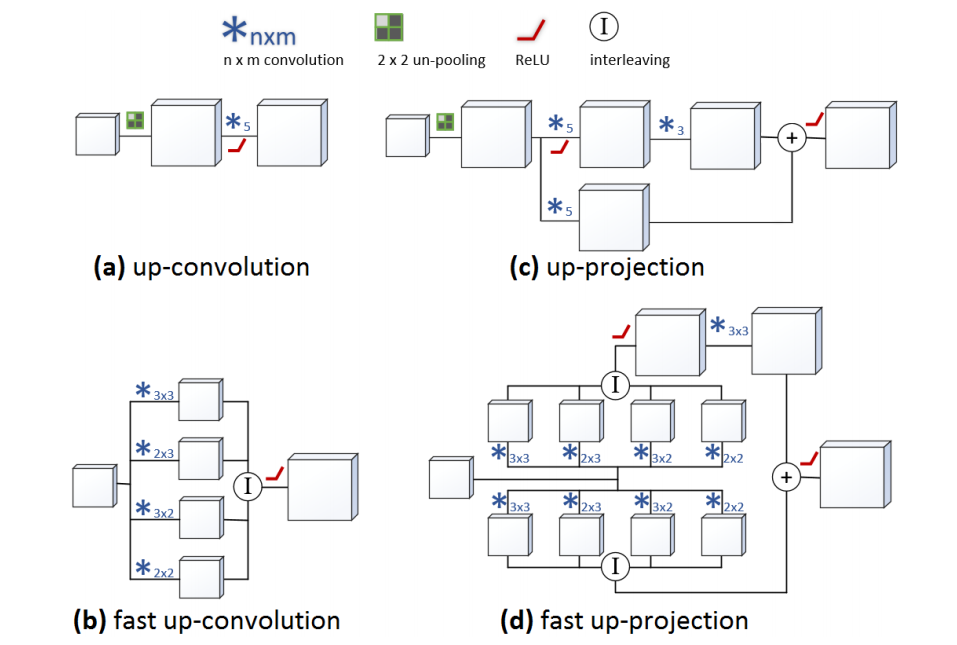 *nxm
n x m convolution
2 x 2 un-pooling
ReLU
I
interleaving
*5
(a) up-convolution
*5
*3
+
*5
(c) up-projection
*3x3
*2x3
*3x2
*2x2
I
(b) fast up-convolution
*3x3
I
*3x3
*2x3
*3x2
*2x2
+
*3x3
*2x3
*3x2
*2x2
I
(d) fast up-projection